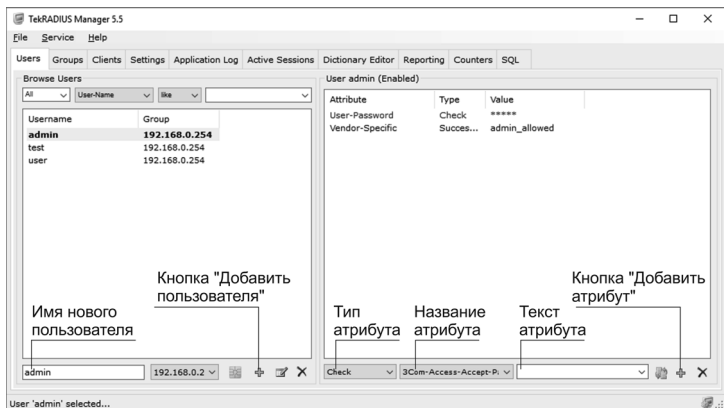 TekRADIUS Manager 5.5
File Service Help
Users Groups Clients Settings Application Log Active Sessions Dictionary Editor Reporting Counters SQL
Browse Users
All User-Name like
Username Group
admin 192.168.0.254
test 192.168.0.254
user 192.168.0.254
User admin (Enabled)
Attribute Type Value
User-Password Check *****
Vendor-Specific Succes... admin_allowed
Имя нового
пользователя
Кнопка "Добавить
пользователя"
Тип
атрибута
Название
атрибута
Текст
атрибута
Кнопка "Добавить
атрибут"
admin 192.168.0.2
Check 3Com-Access-Accept-P
User 'admin' selected...